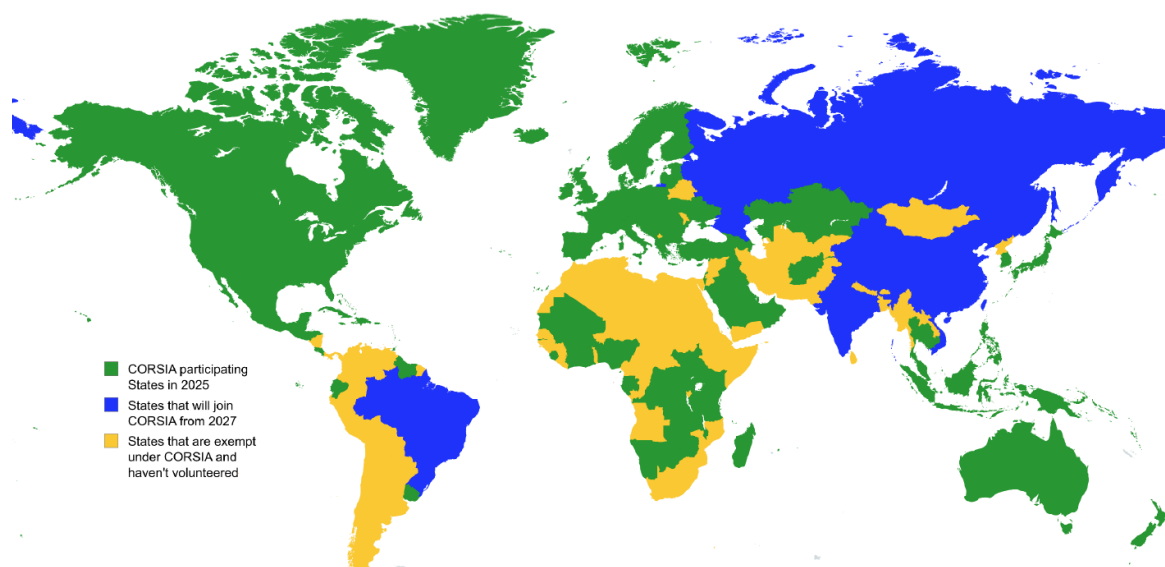 CORSIA participating
States in 2025
States that will join
CORSIA from 2027
States that are exempt
under CORSIA and
haven't volunteered